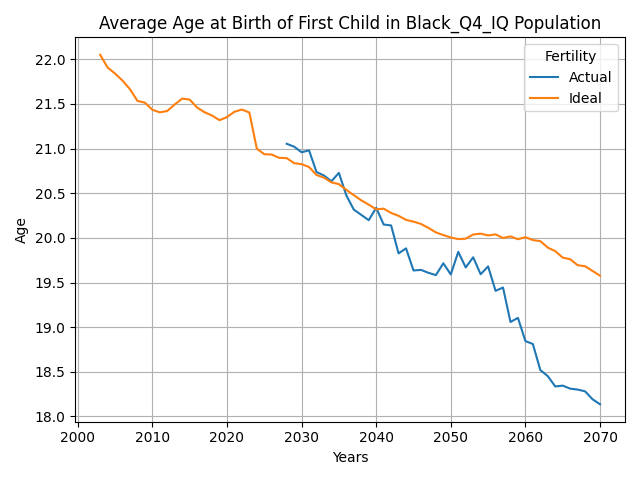 Average Age at Birth of First Child in Black_Q4_IQ Population
Fertility
Actual
Ideal
Age
22.0
21.5
21.0
20.5
20.0
19.5
19.0
18.5
18.0
2000 2010 2020 2030 2040 2050 2060 2070
Years